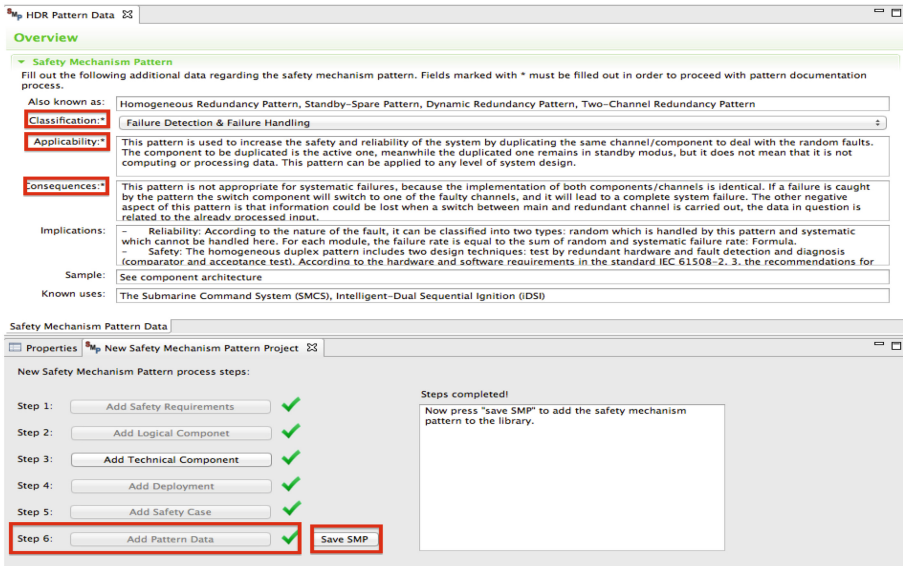 SMP HDR Pattern Data
Overview
Safety Mechanism Pattern
Fill out the following additional data regarding the safety mechanism pattern. Fields marked with * must be filled out in order to proceed with pattern documentation
process.
Also known as: Homogeneous Redundancy Pattern, Standby-Spare Pattern, Dynamic Redundancy Pattern, Two-Channel Redundancy Pattern
Classification:* Failure Detection & Failure Handling
Applicability:* This pattern is used to increase the safety and reliability of the system by duplicating the same channel/component to deal with the random faults.
The component to be duplicated is the active one, meanwhile the duplicated one remains in standby modus, but it does not mean that it is not
computing or processing data. This pattern can be applied to any level of system design.
Consequences:* This pattern is not appropriate for systematic failures, because the implementation of both components/channels is identical. If a failure is caught
by the pattern the switch component will switch to one of the faulty channels, and it will lead to a complete system failure. The other negative
aspect of this pattern is that information could be lost when a switch between main and redundant channel is carried out, the data in question is
related to the already processed input.
Implications: – Reliability: According to the nature of the fault, it can be classified into two types: random which is handled by this pattern and systematic
which cannot be handled here. For each module, the failure rate is equal to the sum of random and systematic failure rate: Formula.
– Safety: The homogeneous duplex pattern includes two design techniques: test by redundant hardware and fault detection and diagnosis
(comparator and acceptance test). According to the hardware and software requirements in the standard IEC 61508-2, 3, the recommendations for
Sample: See component architecture
Known uses: The Submarine Command System (SMCS), Intelligent-Dual Sequential Ignition (iDSI)
Safety Mechanism Pattern Data
Properties SMP New Safety Mechanism Pattern Project
New Safety Mechanism Pattern process steps:
Steps completed!
Now press "save SMP" to add the safety mechanism
pattern to the library.
Step 1: Add Safety Requirements
Step 2: Add Logical Componet
Step 3: Add Technical Component
Step 4: Add Deployment
Step 5: Add Safety Case
Step 6: Add Pattern Data Save SMP